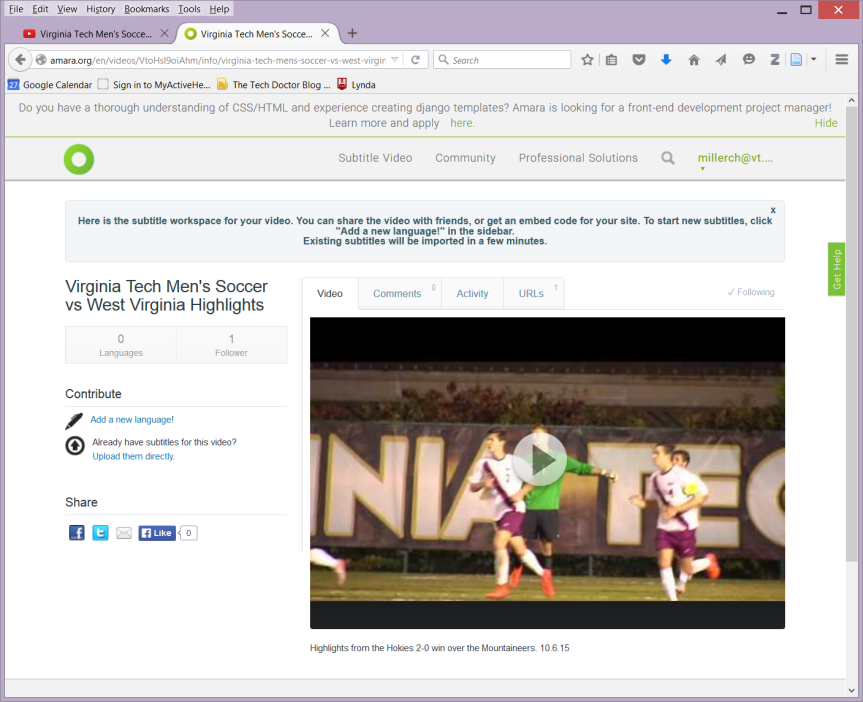 File Edit View History Bookmarks Tools Help
Virginia Tech Men's Socce...
Virginia Tech Men's Socce...
amara.org/en/videos/VtoHsI9oiAhm/info/virginia-tech-mens-soccer-vs-west-virgir
Search
27 Google Calendar Sign in to MyActiveHe... The Tech Doctor Blog ... Lynda
Do you have a thorough understanding of CSS/HTML and experience creating django templates? Amara is looking for a front-end development project manager!
Learn more and apply here.
Hide
Subtitle Video Community Professional Solutions millerch@vt....
x
Here is the subtitle workspace for your video. You can share the video with friends, or get an embed code for your site. To start new subtitles, click
"Add a new language!" in the sidebar.
Existing subtitles will be imported in a few minutes.
Get Help
Virginia Tech Men's Soccer
vs West Virginia Highlights
0 1
Languages Follower
Contribute
Add a new language!
Already have subtitles for this video?
Upload them directly.
Share
f t f Like 0
Video Comments 0 Activity URLs 1
✓ Following
INIA TEC
Highlights from the Hokies 2-0 win over the Mountaineers. 10.6.15